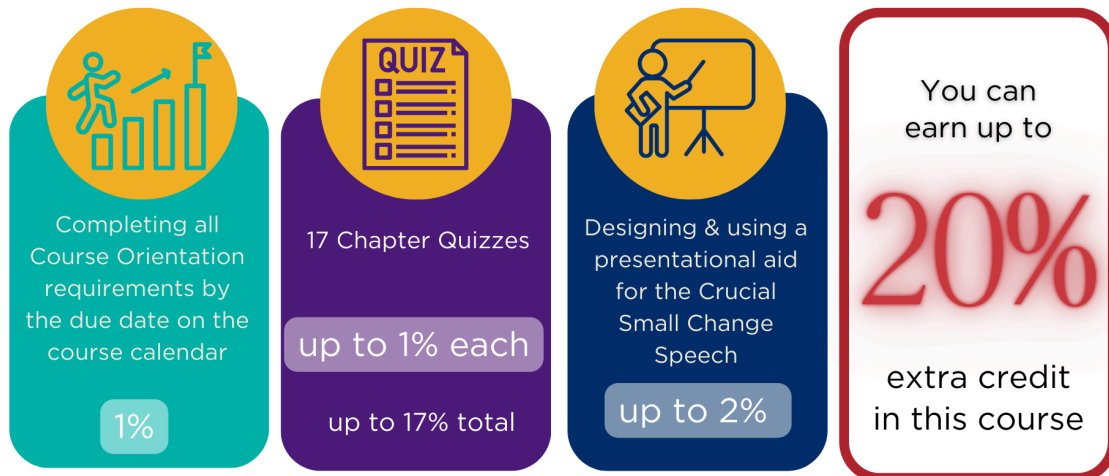 Completing all
Course Orientation
requirements by
the due date on the
course calendar
1%
QUIZ
17 Chapter Quizzes
up to 1% each
up to 17% total
Designing & using a
presentational aid
for the Crucial
Small Change
Speech
up to 2%
You can
earn up to
20%
extra credit
in this course